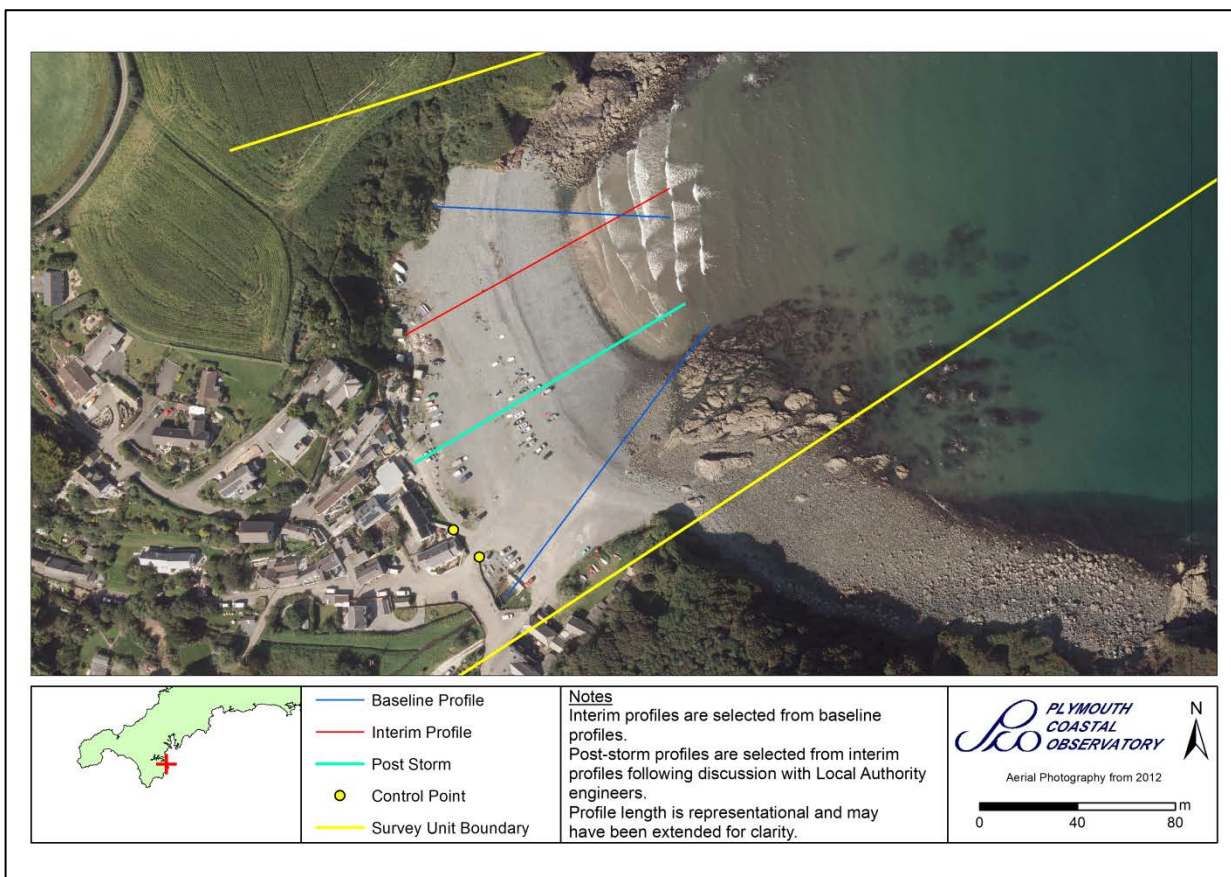 Baseline Profile
Interim Profile
Post Storm
Control Point
Survey Unit Boundary
Notes
Interim profiles are selected from baseline
profiles.
Post-storm profiles are selected from interim
profiles following discussion with Local Authority
engineers.
Profile length is representational and may
have been extended for clarity.
PCO
PLYMOUTH
COASTAL
OBSERVATORY
N
Aerial Photography from 2012
m
0 40 80